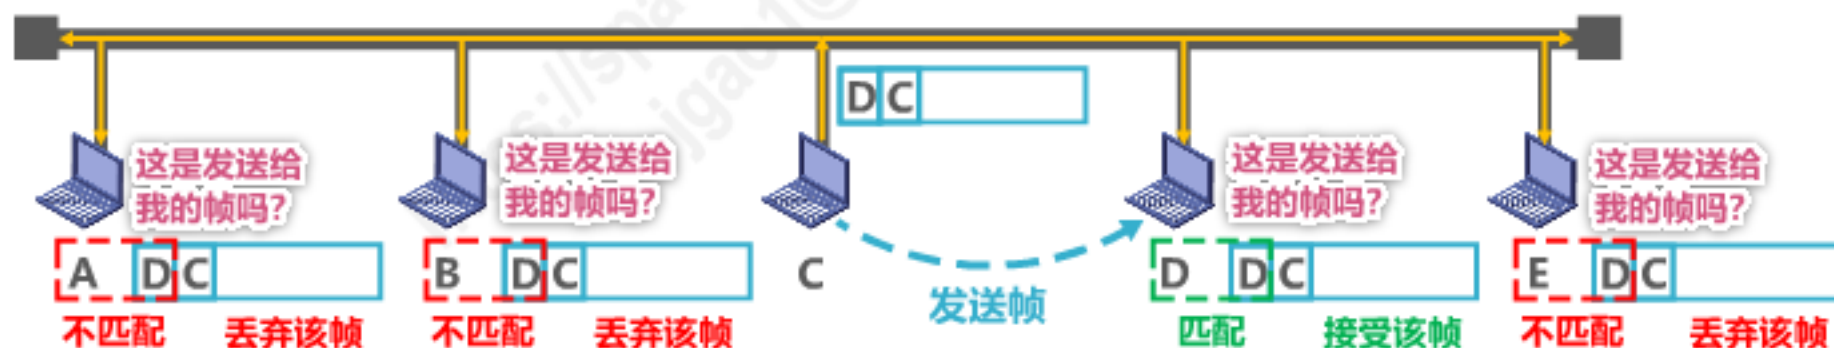 D C
这是发送给
我的帧吗?
这是发送给
我的帧吗?
这是发送给
我的帧吗?
这是发送给
我的帧吗?
A D C
B D C
C
D D C
E D C
发送帧
不匹配 丢弃该帧
不匹配 丢弃该帧
匹配 接受该帧
不匹配 丢弃该帧